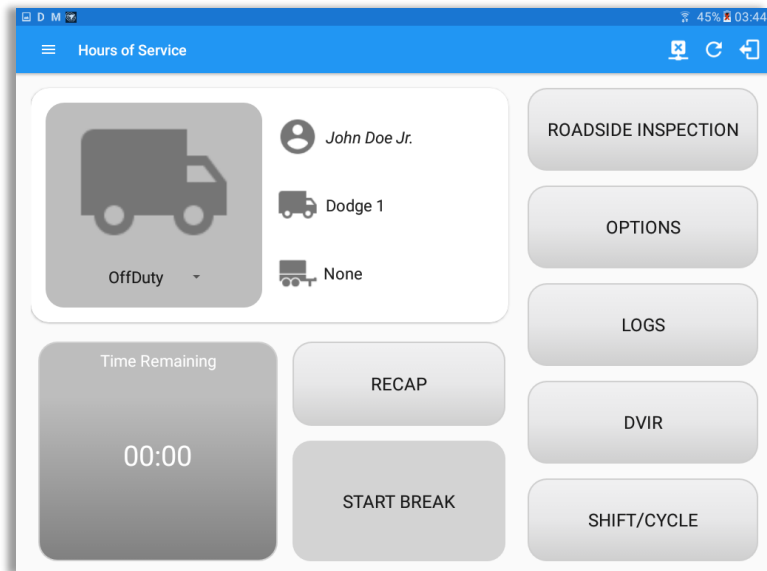 D M 45% 03:44
Hours of Service
John Doe Jr.
Dodge 1
OffDuty
None
ROADSIDE INSPECTION
OPTIONS
LOGS
DVIR
SHIFT/CYCLE
Time Remaining
00:00
RECAP
START BREAK